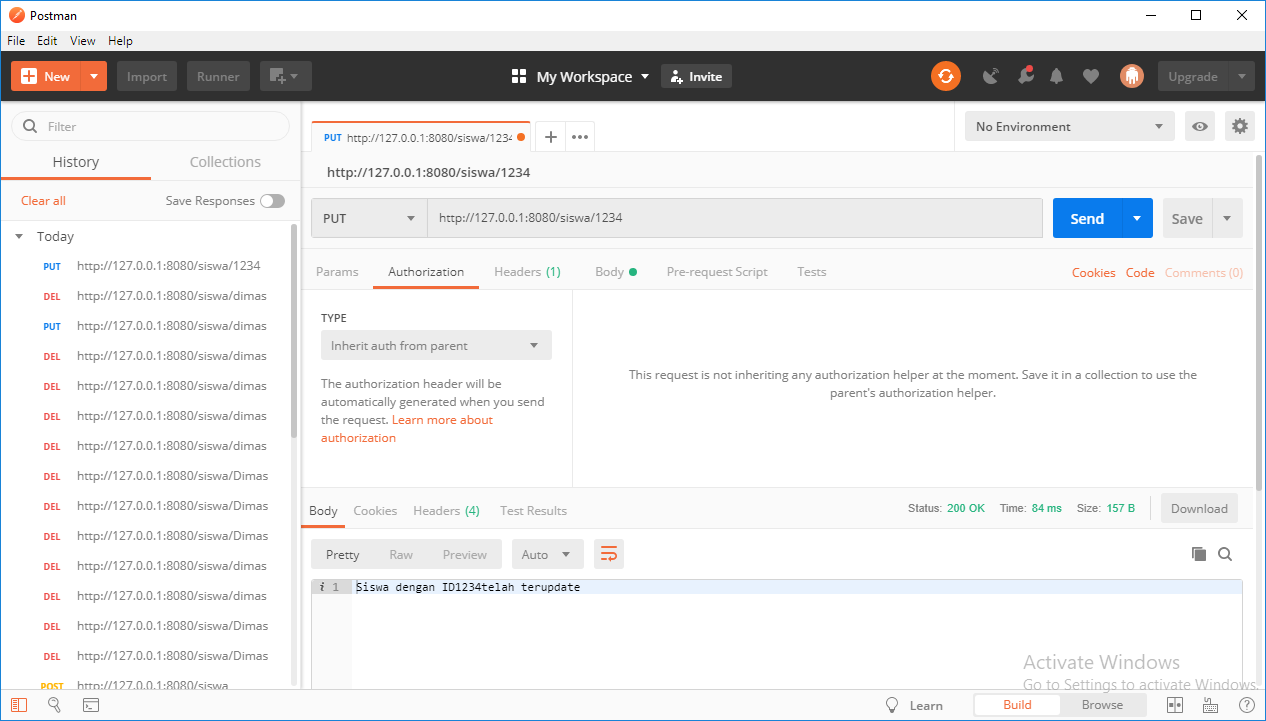 Postman
File Edit View Help
New Import Runner My Workspace Invite Upgrade
Filter
History Collections
Clear all Save Responses
Today
PUT http://127.0.0.1:8080/siswa/1234
DEL http://127.0.0.1:8080/siswa/dimas
PUT http://127.0.0.1:8080/siswa/dimas
DEL http://127.0.0.1:8080/siswa/dimas
DEL http://127.0.0.1:8080/siswa/dimas
DEL http://127.0.0.1:8080/siswa/dimas
DEL http://127.0.0.1:8080/siswa/dimas
DEL http://127.0.0.1:8080/siswa/Dimas
DEL http://127.0.0.1:8080/siswa/Dimas
DEL http://127.0.0.1:8080/siswa/Dimas
DEL http://127.0.0.1:8080/siswa/dimas
DEL http://127.0.0.1:8080/siswa/dimas
DEL http://127.0.0.1:8080/siswa/Dimas
DEL http://127.0.0.1:8080/siswa/Dimas
POST http://127.0.0.1:8080/siswa
PUT http://127.0.0.1:8080/siswa/1234
No Environment
http://127.0.0.1:8080/siswa/1234
PUT http://127.0.0.1:8080/siswa/1234 Send Save
Params Authorization Headers (1) Body Pre-request Script Tests Cookies Code Comments (0)
TYPE
Inherit auth from parent
The authorization header will be
automatically generated when you send
the request. Learn more about
authorization
This request is not inheriting any authorization helper at the moment. Save it in a collection to use the
parent's authorization helper.
Body Cookies Headers (4) Test Results Status: 200 OK Time: 84 ms Size: 157 B Download
Pretty Raw Preview Auto
i 1 Siswa dengan ID1234telah terupdate
Activate Windows
Go to Settings to activate Windows.
Learn Build Browse